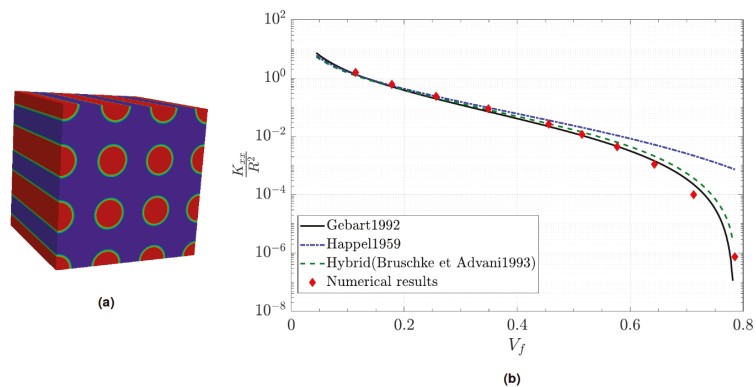 (a)
10^2
10^0
10^-2
10^-4
10^-6
10^-8
K_xx
R^2
Gebart1992
Happel1959
Hybrid(Bruschke et Advani1993)
Numerical results
0 0.2 0.4 0.6 0.8
V_f
(b)